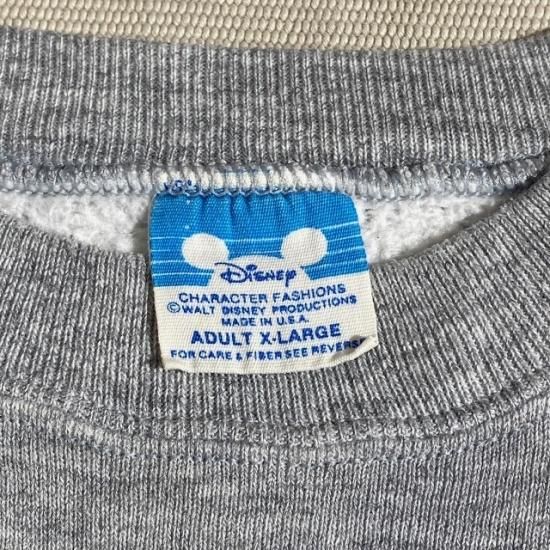 Disney
CHARACTER FASHIONS
©WALT DISNEY PRODUCTIONS
MADE IN U.S.A.
ADULT X-LARGE
FOR CARE & FIBER SEE REVERSE